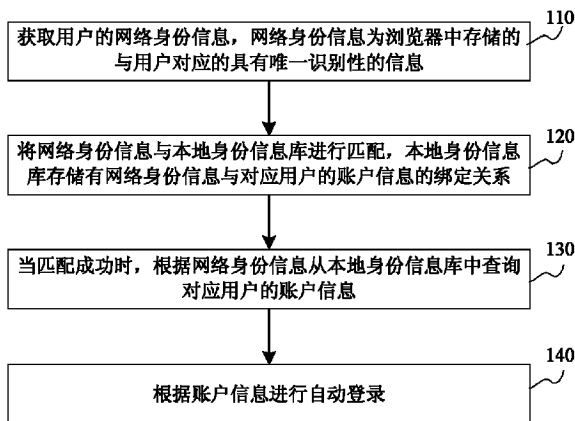 110
获取用户的网络身份信息，网络身份信息为浏览器中存储的
与用户对应的具有唯一识别性的信息
120
将网络身份信息与本地身份信息库进行匹配，本地身份信息
库存储有网络身份信息与对应用户的账户信息的绑定关系
130
当匹配成功时，根据网络身份信息从本地身份信息库中查询
对应用户的账户信息
140
根据账户信息进行自动登录